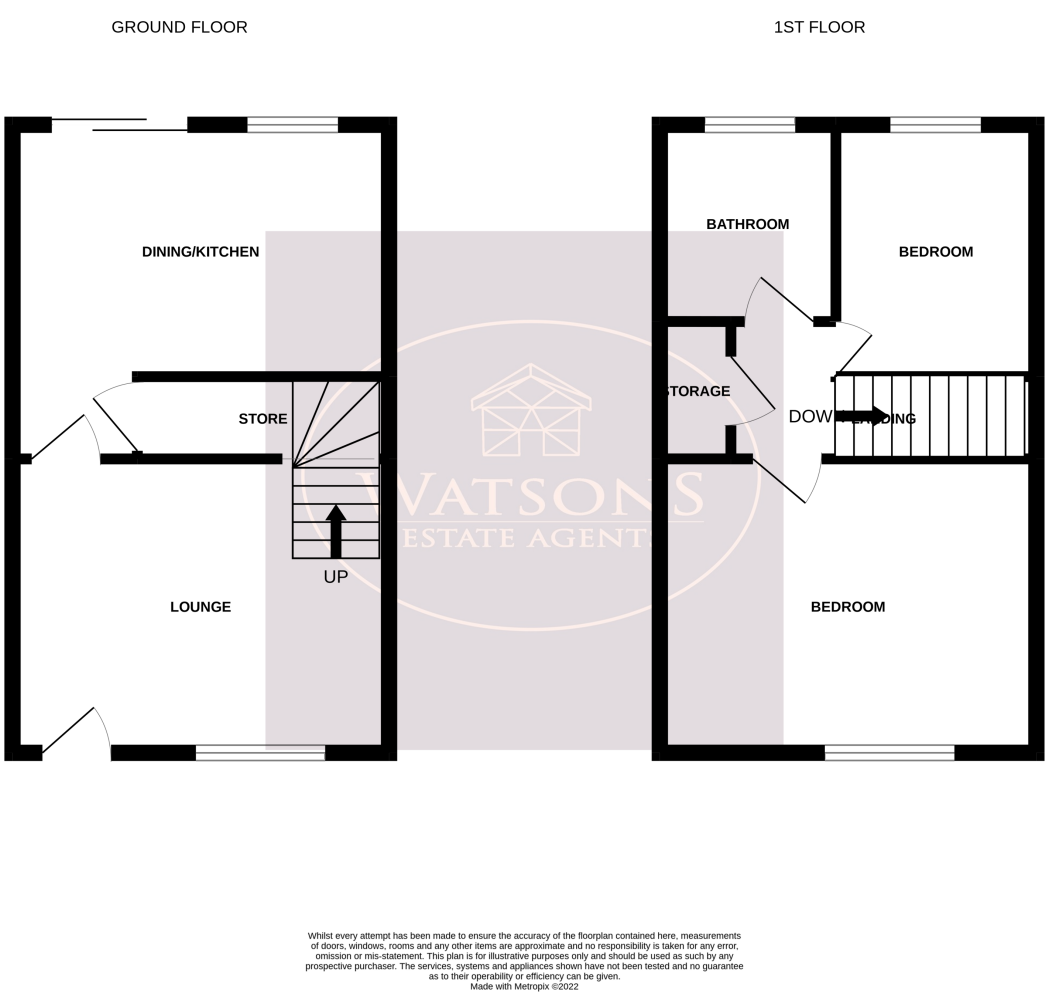 GROUND FLOOR
1ST FLOOR
DINING/KITCHEN
BATHROOM
BEDROOM
STORE
STORAGE
DOWN
LANDING
WATSONS
ESTATE AGENTS
UP
LOUNGE
BEDROOM
Whilst every attempt has been made to ensure the accuracy of the floorplan contained here, measurements
of doors, windows, rooms and any other items are approximate and no responsibility is taken for any error,
omission or mis-statement. This plan is for illustrative purposes only and should be used as such by any
prospective purchaser. The services, systems and appliances shown have not been tested and no guarantee
as to their operability or efficiency can be given.
Made with Metropix ©2022